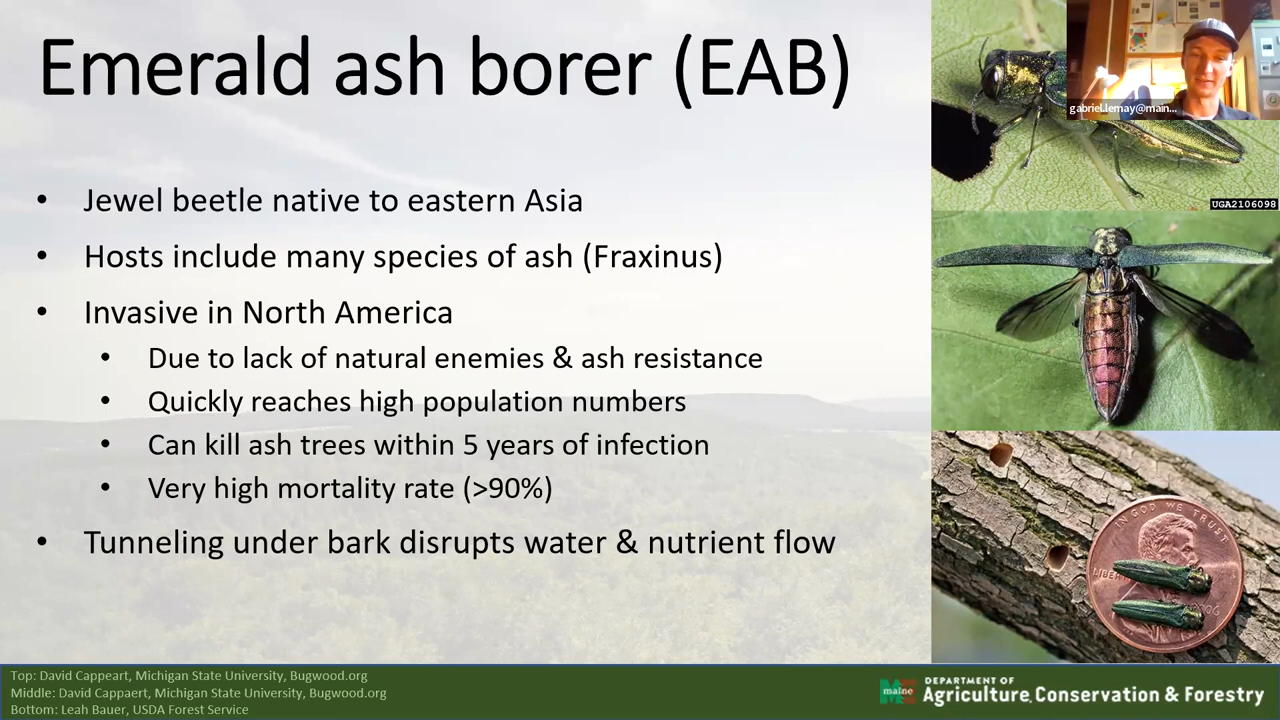 Emerald ash borer (EAB)
gabriel.lemay@main...
UGA2106098
• Jewel beetle native to eastern Asia
• Hosts include many species of ash (Fraxinus)
• Invasive in North America
• Due to lack of natural enemies & ash resistance
• Quickly reaches high population numbers
• Can kill ash trees within 5 years of infection
• Very high mortality rate (>90%)
• Tunneling under bark disrupts water & nutrient flow
IN GOD WE TRUST
Top: David Cappeart, Michigan State University, Bugwood.org
Middle: David Cappaert, Michigan State University, Bugwood.org
Bottom: Leah Bauer, USDA Forest Service
maine
DEPARTMENT OF
Agriculture, Conservation & Forestry